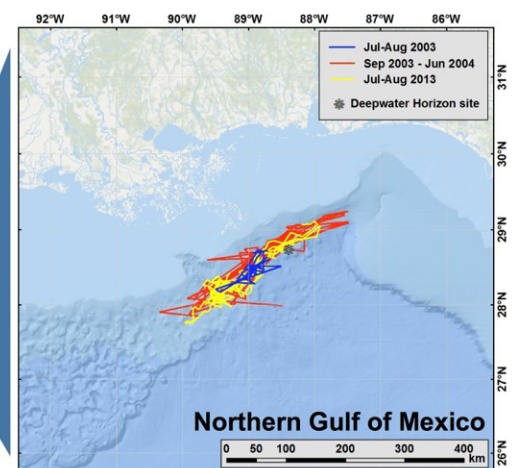 92°W 91°W 90°W 89°W 88°W 87°W 86°W
Jul-Aug 2003
Sep 2003 - Jun 2004
Jul-Aug 2013
Deepwater Horizon site
31°N
30°N
29°N
28°N
27°N
26°N
Northern Gulf of Mexico
0 50 100 200 300 400
km